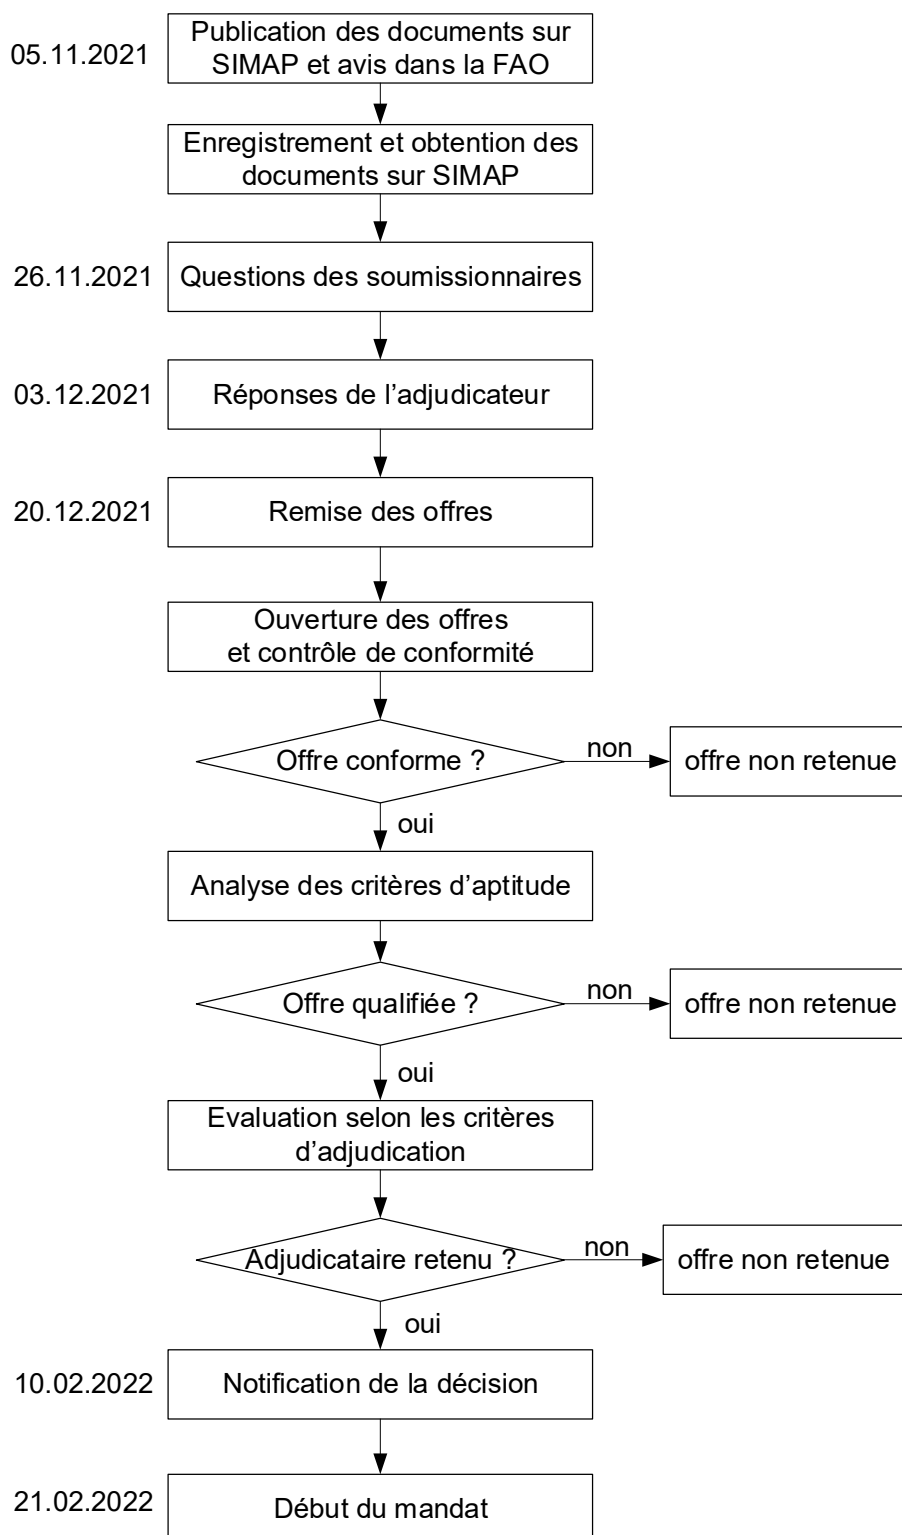 05.11.2021
Publication des documents sur
SIMAP et avis dans la FAO
Enregistrement et obtention des
documents sur SIMAP
26.11.2021
Questions des soumissionnaires
03.12.2021
Réponses de l’adjudicateur
20.12.2021
Remise des offres
Ouverture des offres
et contrôle de conformité
Offre conforme ?
non
offre non retenue
oui
Analyse des critères d’aptitude
Offre qualifiée ?
non
offre non retenue
oui
Evaluation selon les critères
d’adjudication
Adjudicataire retenu ?
non
offre non retenue
oui
10.02.2022
Notification de la décision
21.02.2022
Début du mandat